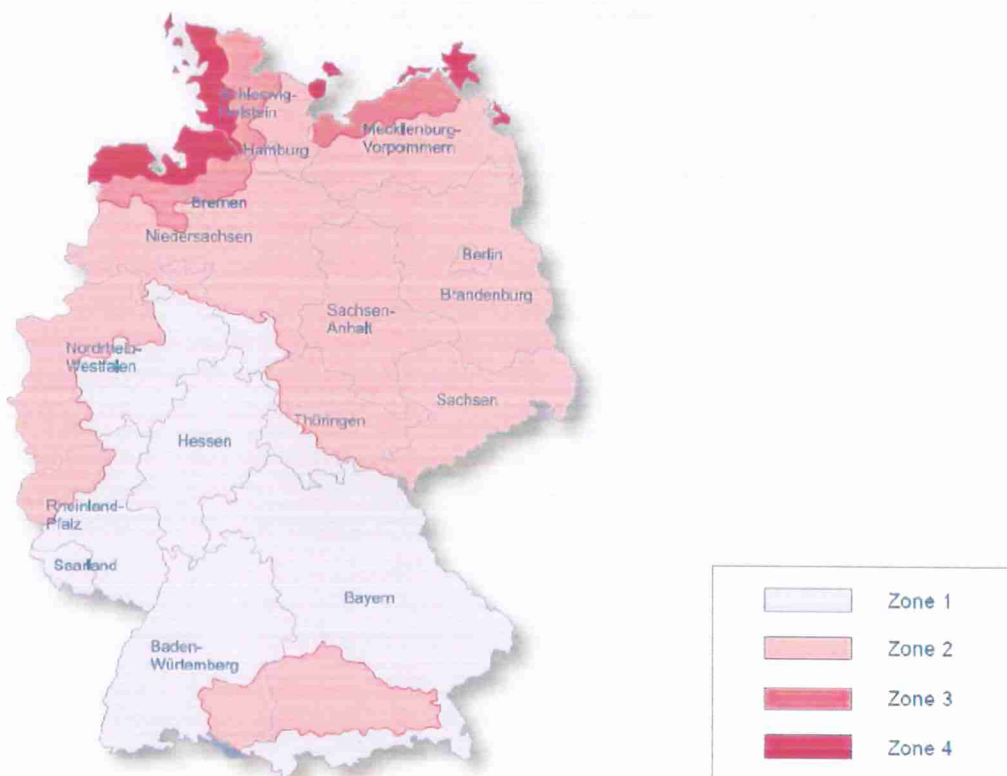 Schleswig-
Holstein
Hamburg
Mecklenburg-
Vorpommern
Bremen
Niedersachsen
Berlin
Brandenburg
Sachsen-
Anhalt
Nordrhein-
Westfalen
Sachsen
Thüringen
Hessen
Rheinland-
Pfalz
Saarland
Bayern
Baden-
Würtemberg
Zone 1
Zone 2
Zone 3
Zone 4